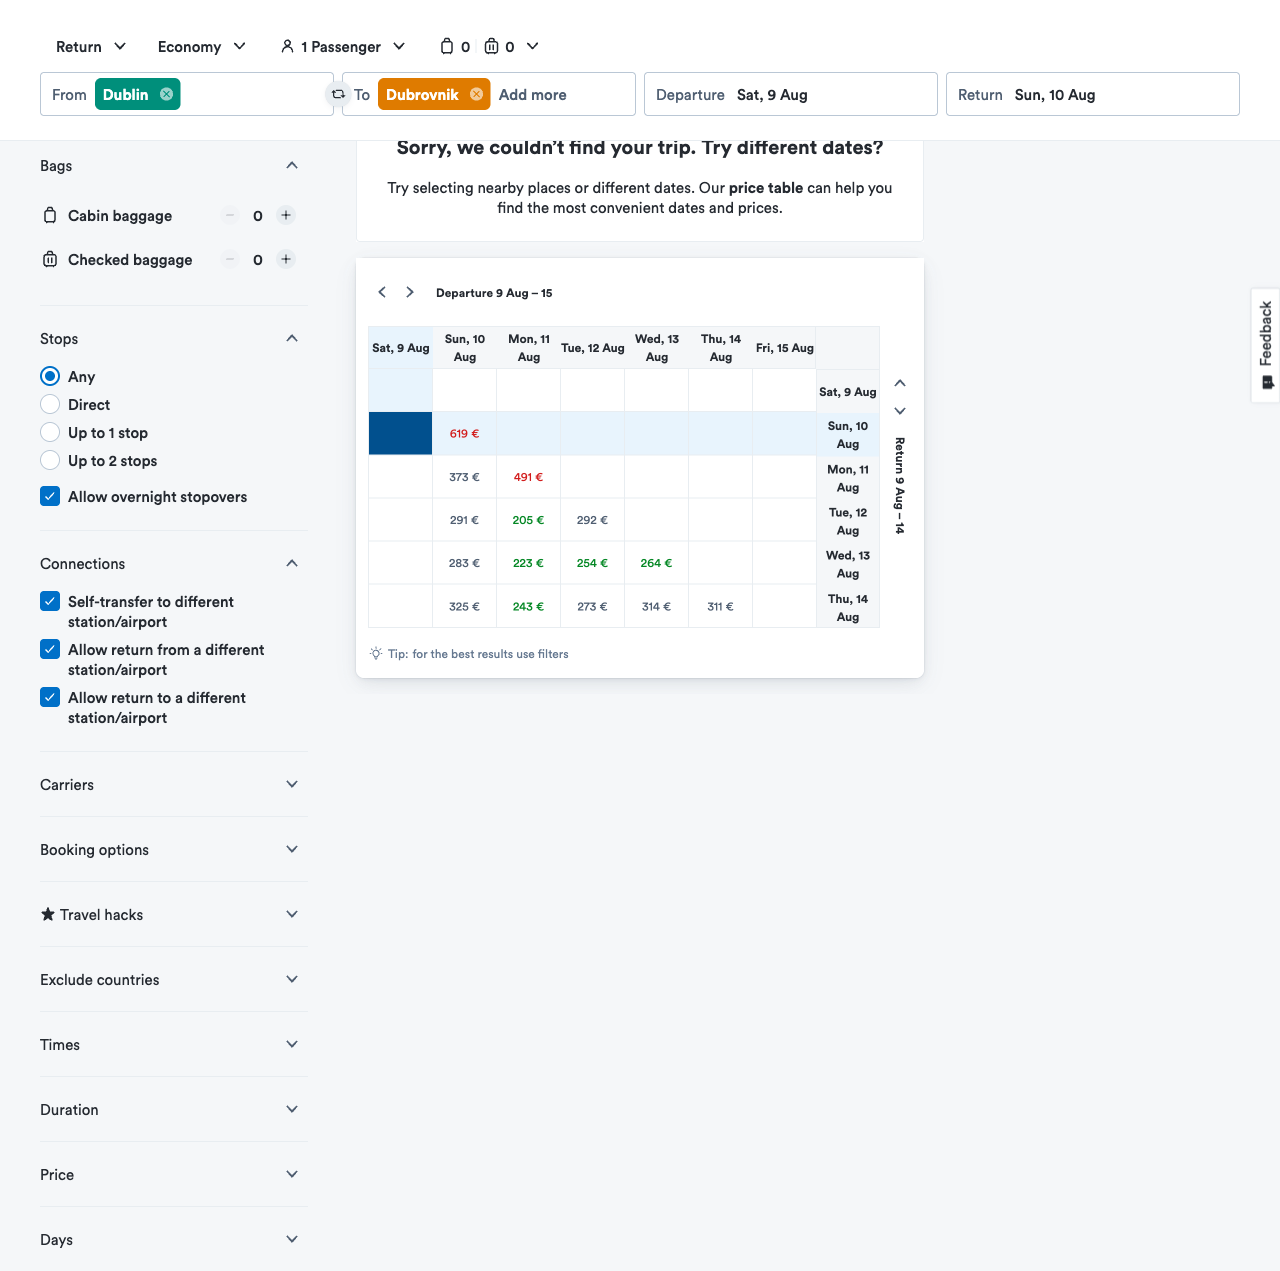 Return
Economy
1 Passenger
0
0
From Dublin
To Dubrovnik Add more
Departure Sat, 9 Aug
Return Sun, 10 Aug
Bags
Cabin baggage
0
Checked baggage
0
Stops
Any
Direct
Up to 1 stop
Up to 2 stops
Allow overnight stopovers
Connections
Self-transfer to different
station/airport
Allow return from a different
station/airport
Allow return to a different
station/airport
Carriers
Booking options
Travel hacks
Exclude countries
Times
Duration
Price
Days
Sorry, we couldn't find your trip. Try different dates?
Try selecting nearby places or different dates. Our price table can help you
find the most convenient dates and prices.
Departure 9 Aug – 15
Sat, 9 Aug
Sun, 10
Aug
Mon, 11
Aug
Tue, 12 Aug
Wed, 13
Aug
Thu, 14
Aug
Fri, 15 Aug
Sat, 9 Aug
619 €
Sun, 10
Aug
373 €
491 €
Mon, 11
Aug
291 €
205 €
292 €
Tue, 12
Aug
283 €
223 €
254 €
264 €
Wed, 13
Aug
325 €
243 €
273 €
314 €
311 €
Thu, 14
Aug
Return 9 Aug – 14
Tip: for the best results use filters
Feedback